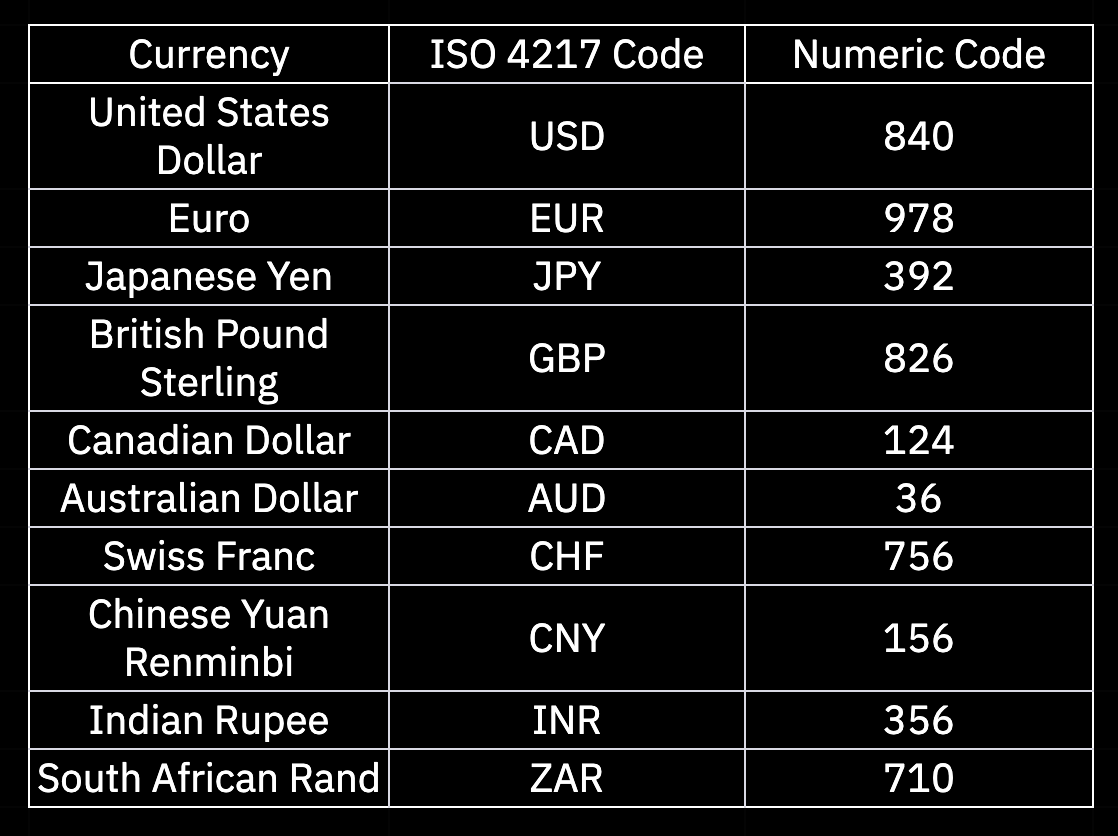 Currency ISO 4217 Code Numeric Code
United States Dollar USD 840
Euro EUR 978
Japanese Yen JPY 392
British Pound Sterling GBP 826
Canadian Dollar CAD 124
Australian Dollar AUD 36
Swiss Franc CHF 756
Chinese Yuan Renminbi CNY 156
Indian Rupee INR 356
South African Rand ZAR 710